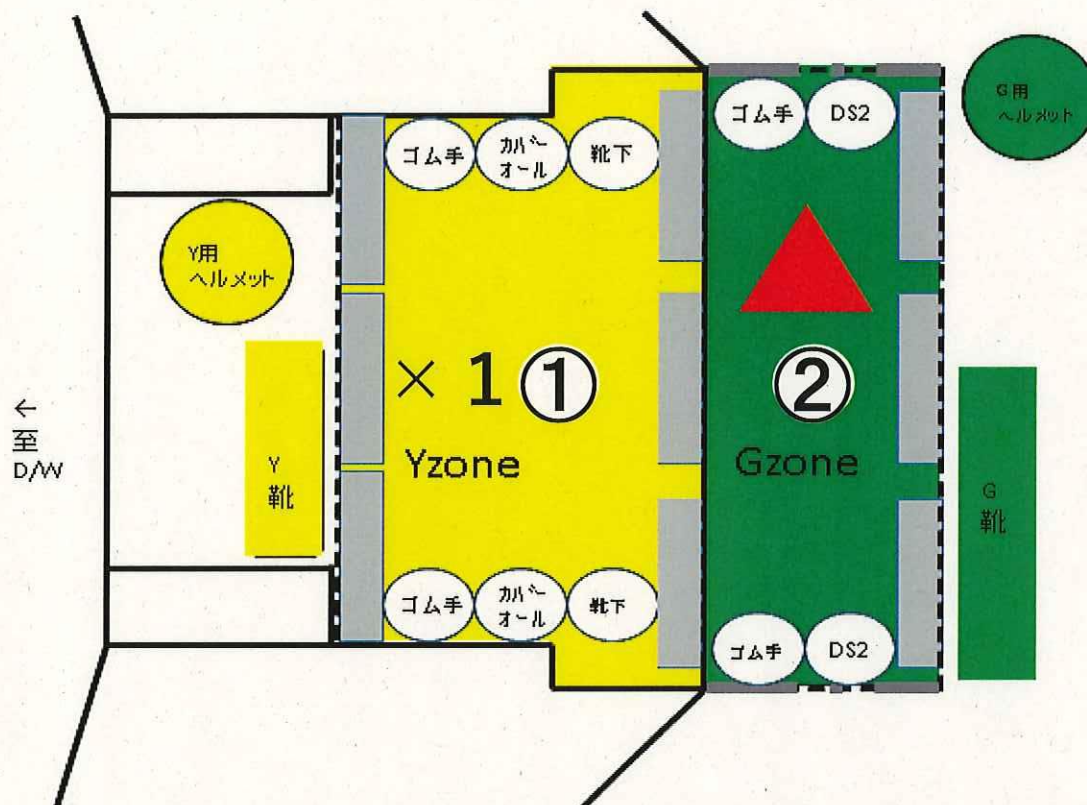 G用
ヘルメット
ゴム手
DS2
ゴム手
カバー
オール
靴下
Y用
ヘルメット
×1①
②
Yzone
Gzone
←
至
D/W
Y
靴
G
靴
ゴム手
カバー
オール
靴下
ゴム手
DS2